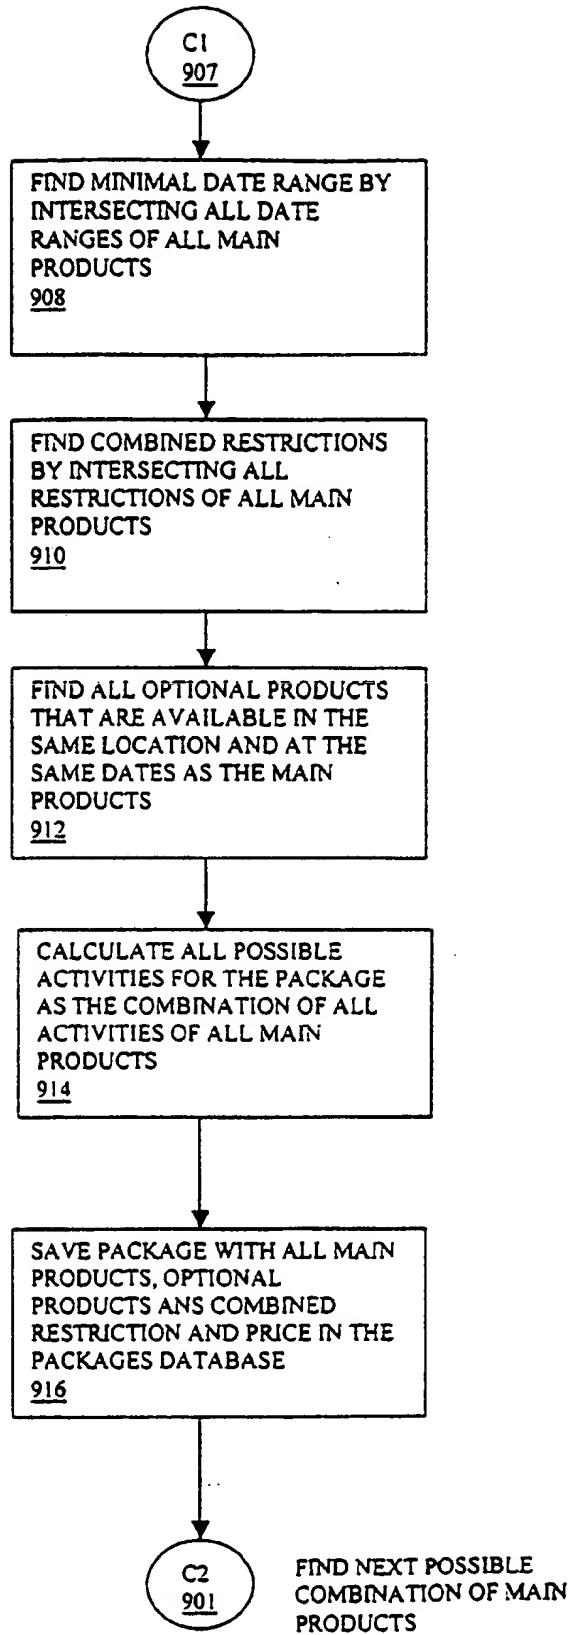 C1
907
FIND MINIMAL DATE RANGE BY
INTERSECTING ALL DATE
RANGES OF ALL MAIN
PRODUCTS
908
FIND COMBINED RESTRICTIONS
BY INTERSECTING ALL
RESTRICTIONS OF ALL MAIN
PRODUCTS
910
FIND ALL OPTIONAL PRODUCTS
THAT ARE AVAILABLE IN THE
SAME LOCATION AND AT THE
SAME DATES AS THE MAIN
PRODUCTS
912
CALCULATE ALL POSSIBLE
ACTIVITIES FOR THE PACKAGE
AS THE COMBINATION OF ALL
ACTIVITIES OF ALL MAIN
PRODUCTS
914
SAVE PACKAGE WITH ALL MAIN
PRODUCTS, OPTIONAL
PRODUCTS ANS COMBINED
RESTRICTION AND PRICE IN THE
PACKAGES DATABASE
916
C2
901
FIND NEXT POSSIBLE
COMBINATION OF MAIN
PRODUCTS